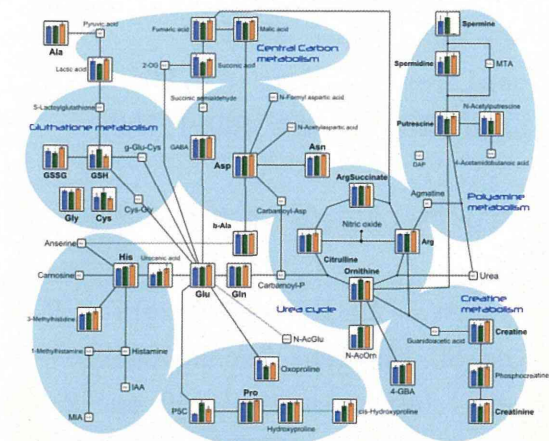 Pyruvic acid
Fumaric acid
Malic acid
Spermine
Ala
Central Carbon
metabolism
Lactic acid
2-OG
Succinic acid
Spermidine
MTA
Succinic semialdehyde
N-Formyl aspartic acid
N-Acetylputrescine
S-Lactoylglutathione
Putrescine
Gluthatione metabolism
N-Acetylaspartic acid
g-Glu-Cys
GABA
Asn
DAP
4-Acetamidobutanoic acid
Asp
ArgSuccinate
GSSG
GSH
Agmatine
Polyamine
metabolism
Gly
Cys
Cys-Gly
Carbamoyl-Asp
Nitric oxide
b-Ala
Anserine
His
Urocanic acid
Citrulline
Arg
Ornithine
Carnosine
Glu
Gln
Carbamoyl-P
Urea
Urea cycle
Creatine
metabolism
3-Methylhistidine
N-AcGlu
Guanidoacetic acid
Creatine
1-Methylhistamine
Histamine
N-AcOrn
Oxoproline
4-GBA
Phosphocreatine
IAA
Pro
MIA
P5C
cis-Hydroxyproline
Hydroxyproline
Creatinine